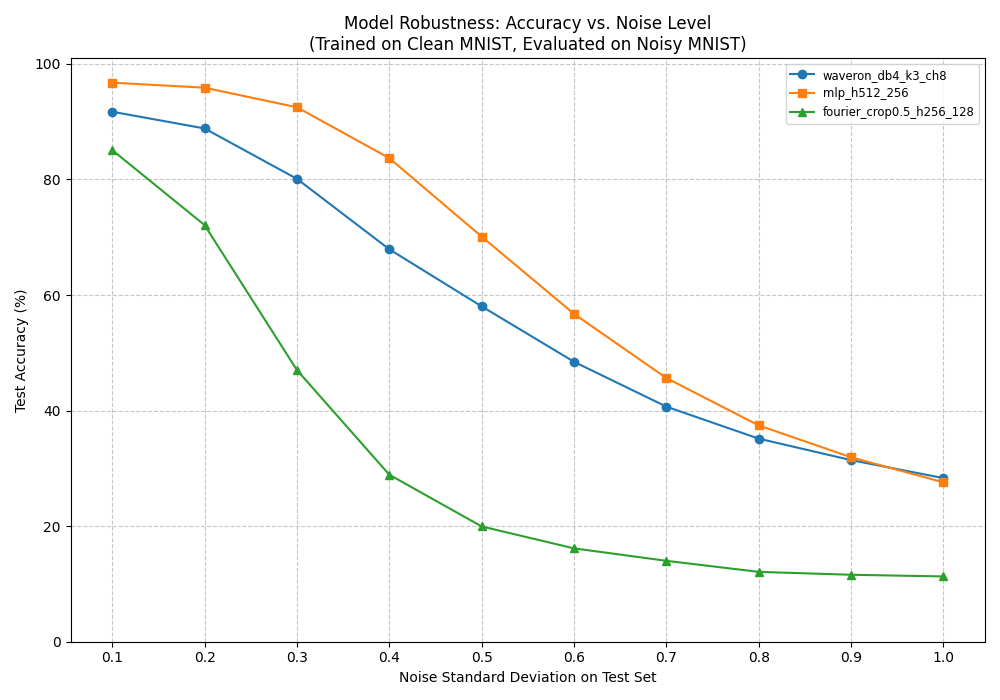 Model Robustness: Accuracy vs. Noise Level
(Trained on Clean MNIST, Evaluated on Noisy MNIST)
waveron_db4_k3_ch8
mlp_h512_256
fourier_crop0.5_h256_128
Test Accuracy (%)
100
80
60
40
20
0
0.1 0.2 0.3 0.4 0.5 0.6 0.7 0.8 0.9 1.0
Noise Standard Deviation on Test Set